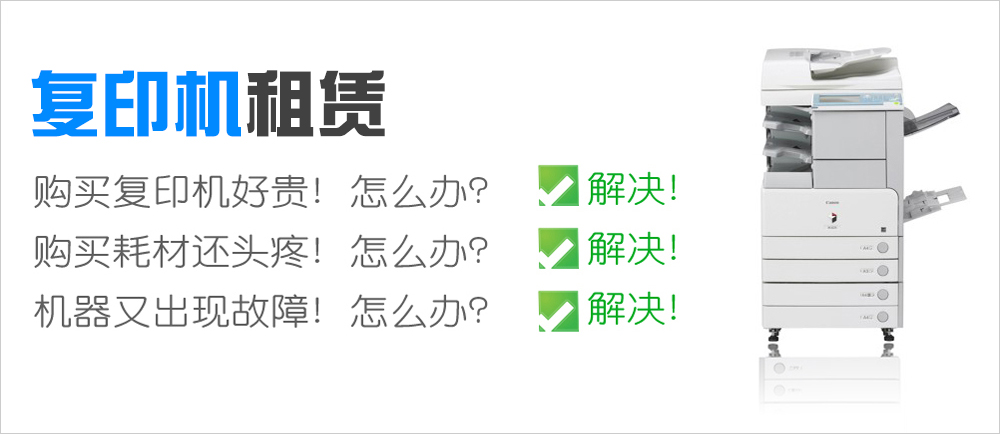 复印机租赁
购买复印机好贵！怎么办？ 解决！
购买耗材还头疼！怎么办？ 解决！
机器又出现故障！怎么办？ 解决！
Canon